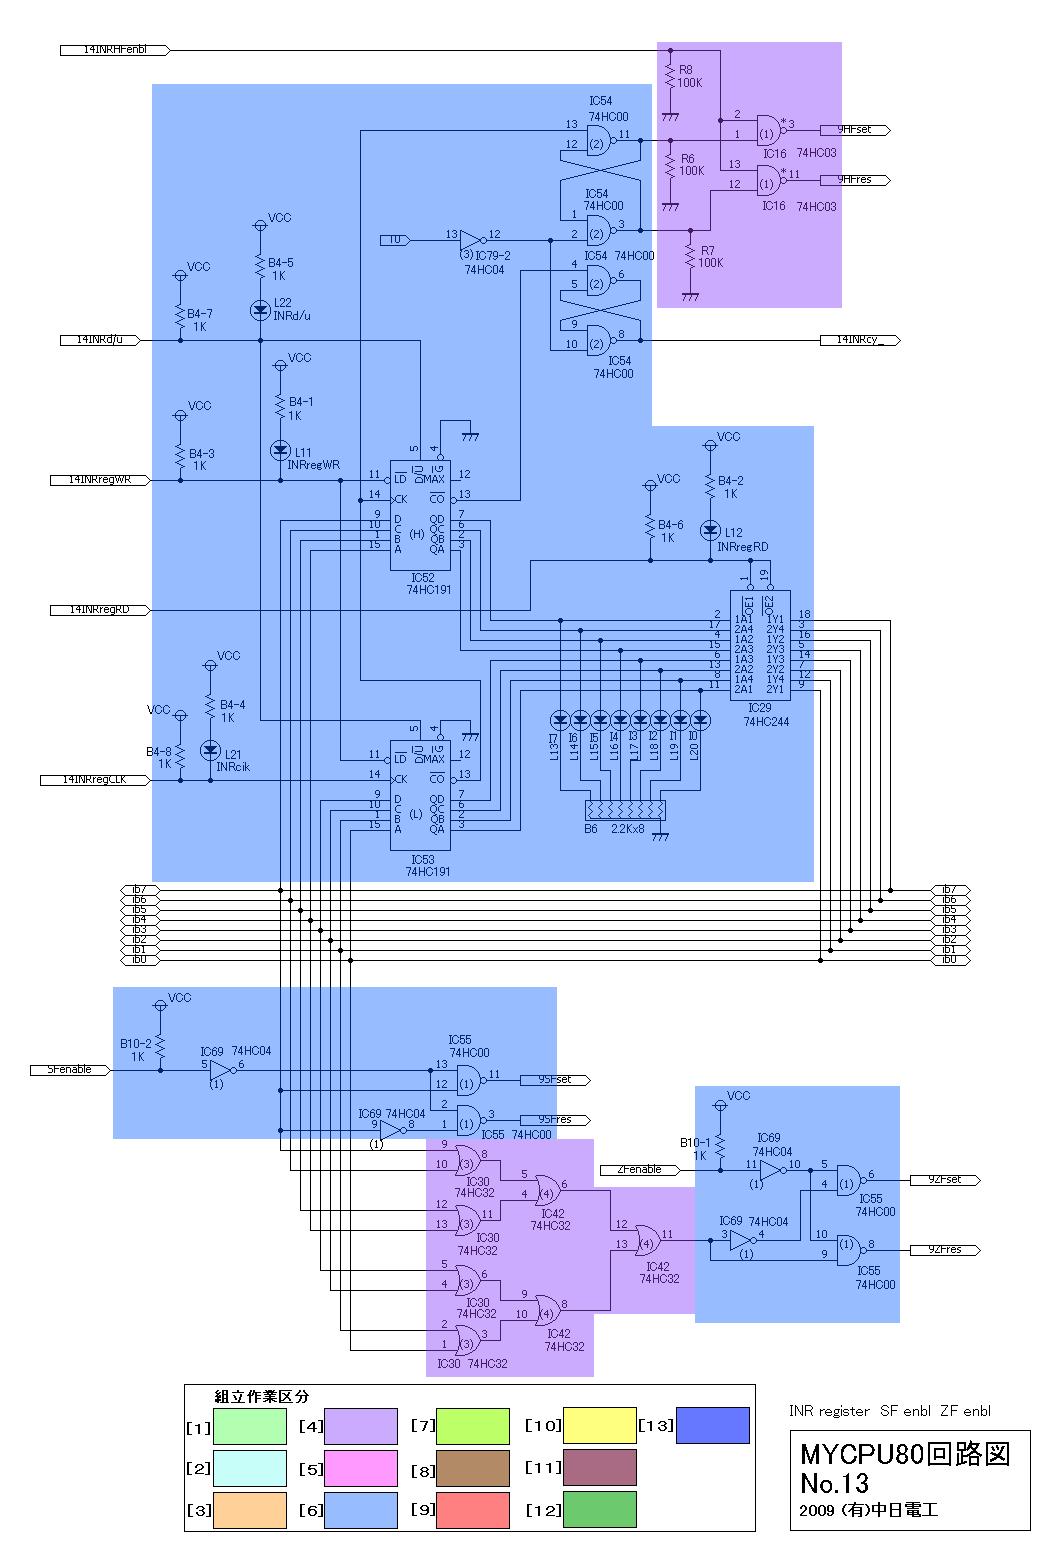 14INRHFenbl
R8
100K
2
1
*3
(1)
9HFset
IC16 74HC03
R6
100K
13
12
*11
(1)
9HFres
IC16 74HC03
R7
100K
IC54
74HC00
13
12
11
(2)
IC54
74HC00
1
2
3
(2)
T0
13
12
(3) IC79-2
74HC04
IC54 74HC00
4
5
6
9
10
8
(2)
IC54
74HC00
14INRcy_
VCC
B4-5
1K
L22
INRd/u
VCC
B4-7
1K
14INRd/u
VCC
B4-1
1K
L11
INRregWR
VCC
B4-3
1K
14INRregWR
5
4
11
14
9
10
1
15
LD
D/U
G
MAX
CK
CO
D
C
B
A
QD
QC
QB
QA
(H)
12
13
7
6
2
3
IC52
74HC191
VCC
B4-2
1K
L12
INRregRD
VCC
B4-6
1K
14INRregRD
1
19
OE1
OE2
2 1A1 1Y1 18
17 2A4 2Y4 3
4 1A2 1Y2 16
15 2A3 2Y3 5
6 1A3 1Y3 14
13 2A2 2Y2 7
8 1A4 1Y4 12
11 2A1 2Y1 9
IC29
74HC244
VCC
B4-4
1K
L21
INRclk
VCC
B4-8
1K
14INRregCLK
5
4
11
14
9
10
1
15
LD
D/U
G
MAX
CK
CO
D
C
B
A
QD
QC
QB
QA
(L)
12
13
7
6
2
3
IC53
74HC191
I7 I6 I5 I4 I3 I2 I1 I0
L13 L14 L15 L16 L17 L18 L19 L20
B6 2.2Kx8
ib7 ib7
ib6 ib6
ib5 ib5
ib4 ib4
ib3 ib3
ib2 ib2
ib1 ib1
ib0 ib0
VCC
B10-2
1K
SFenable
IC69 74HC04
5 6
(1)
IC55
74HC00
13
12
11
(1)
9SFset
IC69 74HC04
9 8
(1)
2
1
3
(1)
9SFres
IC55 74HC00
9
10
8
(3)
IC30
74HC32
12
13
11
(3)
IC30
74HC32
5
4
6
(4)
IC42
74HC32
5
4
6
(3)
IC30
74HC32
2
1
3
(3)
IC30 74HC32
9
10
8
(4)
IC42
74HC32
12
13
11
(4)
IC42
74HC32
ZFenable
VCC
B10-1
1K
IC69
74HC04
11 10
(1)
5
4
6
(1)
IC55
74HC00
9ZFset
IC69 74HC04
3 4
(1)
10
9
8
(1)
IC55
74HC00
9ZFres
組立作業区分
[1] [4] [7] [10] [13]
[2] [5] [8] [11]
[3] [6] [9] [12]
INR register SF enbl ZF enbl
MYCPU80回路図
No.13
2009 (有)中日電工